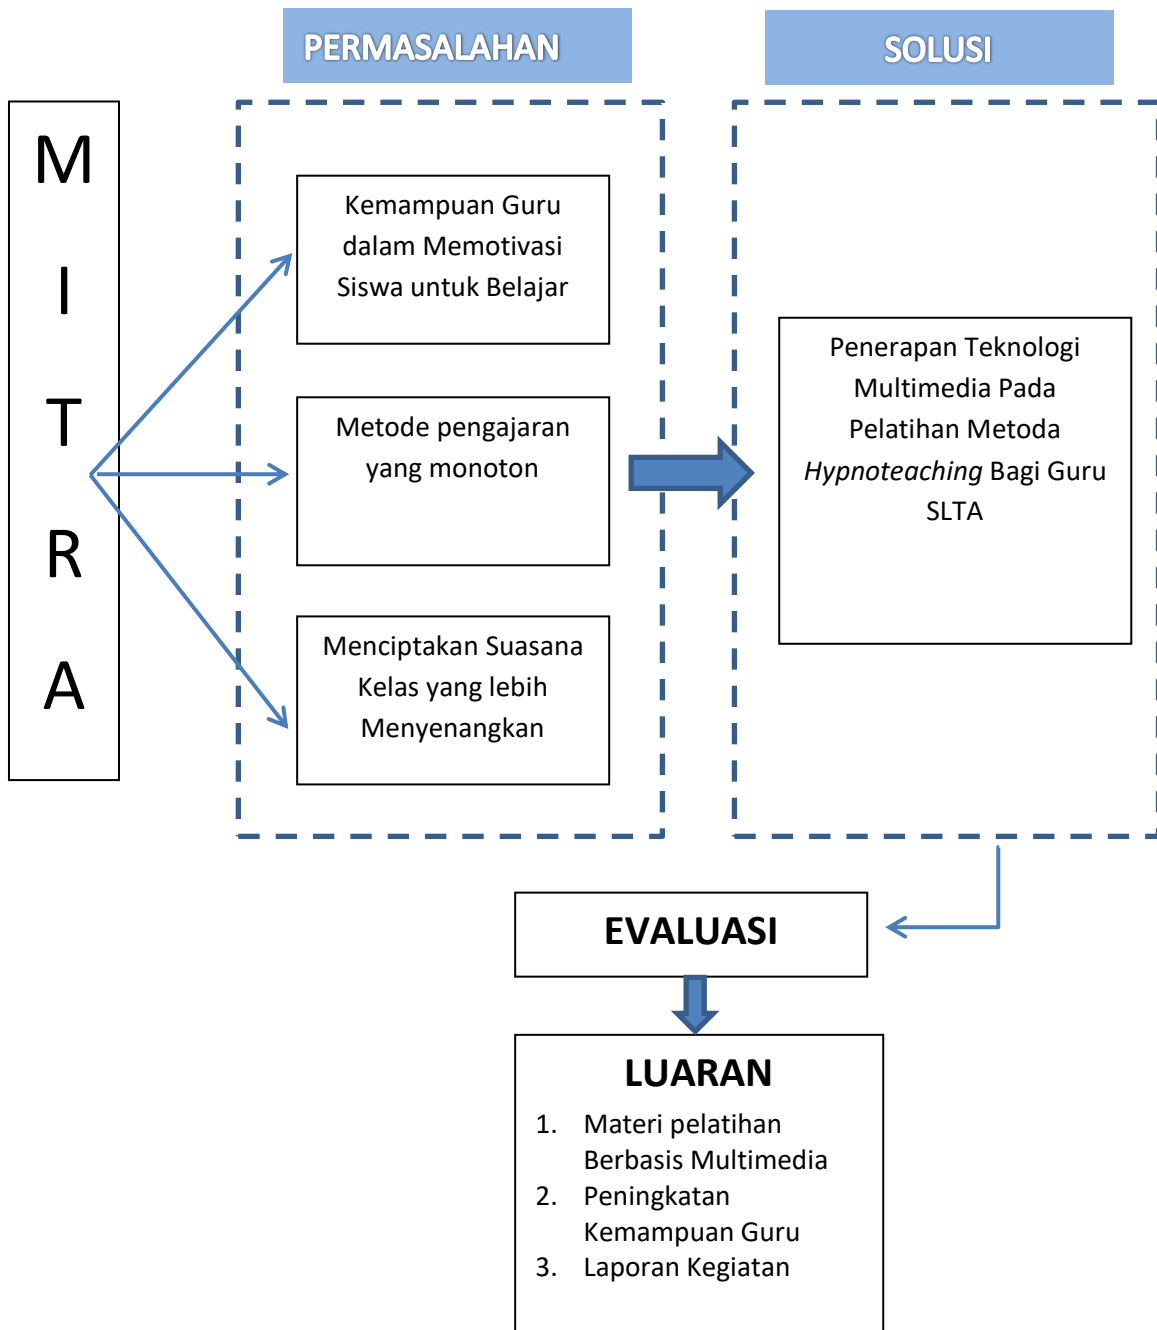 PERMASALAHAN
SOLUSI
M
I
T
R
A
Kemampuan Guru
dalam Memotivasi
Siswa untuk Belajar
Metode pengajaran
yang monoton
Menciptakan Suasana
Kelas yang lebih
Menyenangkan
Penerapan Teknologi
Multimedia Pada
Pelatihan Metoda
Hypnoteaching Bagi Guru
SLTA
EVALUASI
LUARAN
1. Materi pelatihan
Berbasis Multimedia
2. Peningkatan
Kemampuan Guru
3. Laporan Kegiatan